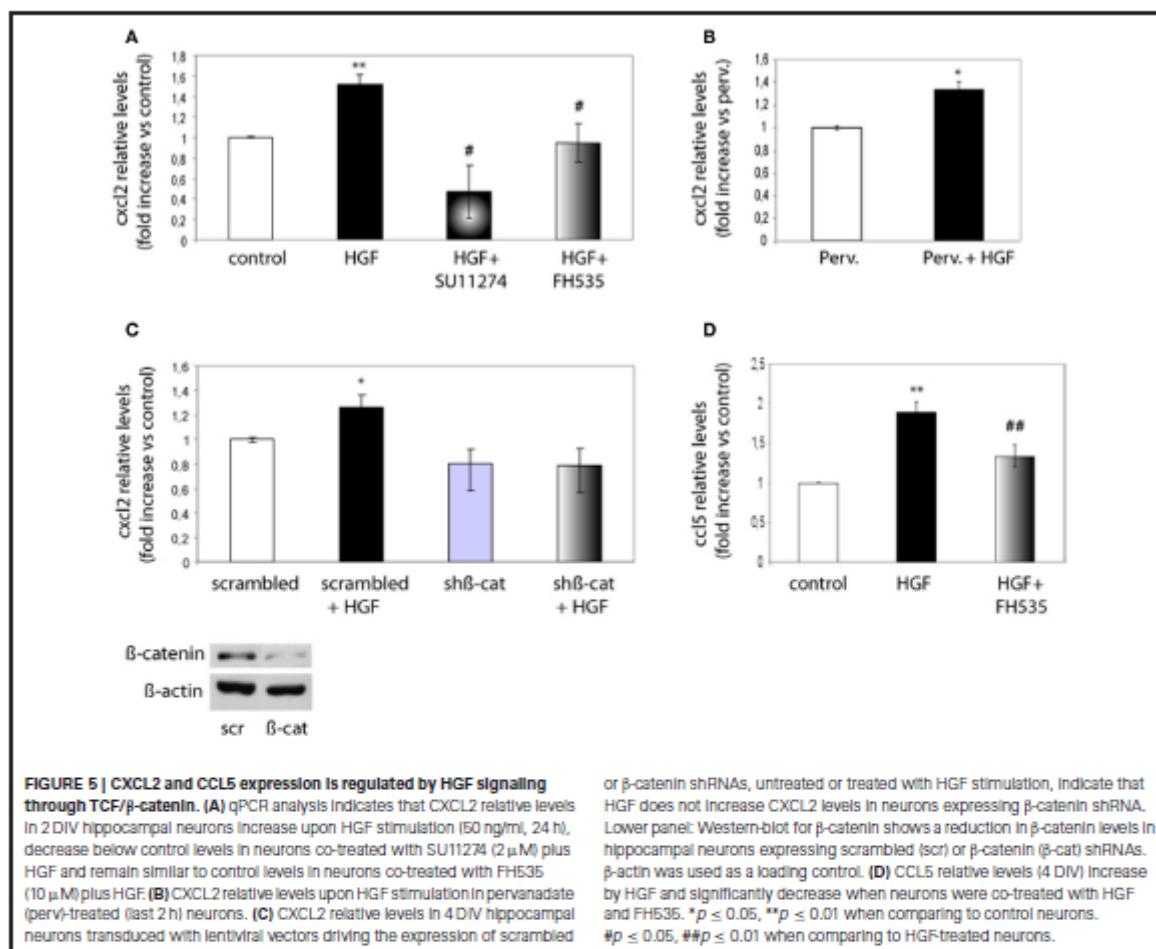 A
cxcl2 relative levels
(fold increase vs control)
1,8
1,6
1,4
1,2
1
0,8
0,6
0,4
0,2
0
**
#
#
control
HGF
HGF+
SU11274
HGF+
FH535
B
cxcl2 relative levels
(fold increase vs perv.)
1,8
1,6
1,4
1,2
1
0,8
0,6
0,4
0,2
0
*
Perv.
Perv. + HGF
C
cxcl2 relative levels
(fold increase vs control)
1,6
1,4
1,2
1
0,8
0,6
0,4
0,2
0
*
scrambled
scrambled
+ HGF
shß-cat
shß-cat
+ HGF
ß-catenin
ß-actin
scr
ß-cat
D
ccl5 relative levels
(fold increase vs control)
2,5
2
1,5
1
0,5
0
**
##
control
HGF
HGF+
FH535
FIGURE 5 | CXCL2 and CCL5 expression is regulated by HGF signaling
through TCF/β-catenin. (A) qPCR analysis indicates that CXCL2 relative levels
in 2 DIV hippocampal neurons increase upon HGF stimulation (50 ng/ml, 24 h),
decrease below control levels in neurons co-treated with SU11274 (2 μM) plus
HGF and remain similar to control levels in neurons co-treated with FH535
(10 μM) plus HGF. (B) CXCL2 relative levels upon HGF stimulation in pervanadate
(perv)-treated (last 2 h) neurons. (C) CXCL2 relative levels in 4 DIV hippocampal
neurons transduced with lentiviral vectors driving the expression of scrambled
or β-catenin shRNAs, untreated or treated with HGF stimulation, indicate that
HGF does not increase CXCL2 levels in neurons expressing β-catenin shRNA.
Lower panel: Western-blot for β-catenin shows a reduction in β-catenin levels in
hippocampal neurons expressing scrambled (scr) or β-catenin (β-cat) shRNAs.
β-actin was used as a loading control. (D) CCL5 relative levels (4 DIV) increase
by HGF and significantly decrease when neurons were co-treated with HGF
and FH535. *p ≤ 0.05, **p ≤ 0.01 when comparing to control neurons.
#p ≤ 0.05, ##p ≤ 0.01 when comparing to HGF-treated neurons.